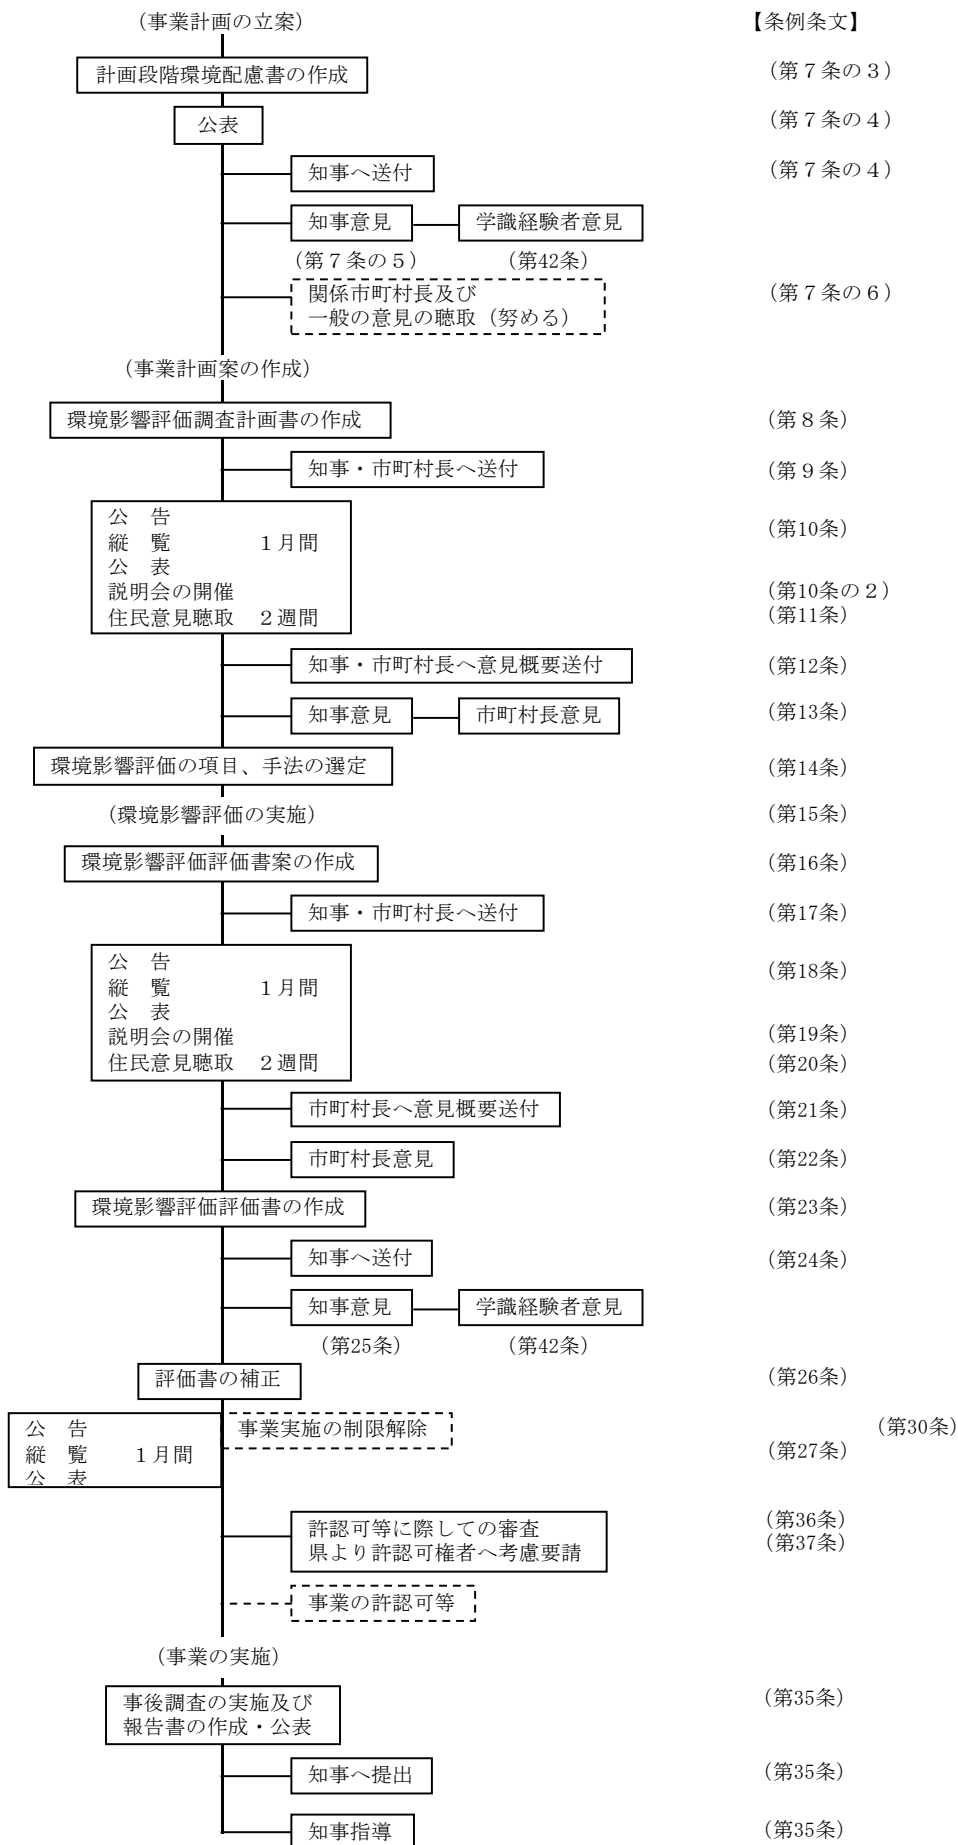 （事業計画の立案）　【条例条文】
計画段階環境配慮書の作成　（第７条の３）
公表　（第７条の４）
知事へ送付　（第７条の４）
知事意見　学識経験者意見
（第７条の５）　（第42条）
関係市町村長及び　（第７条の６）
一般の意見の聴取（努める）
（事業計画案の作成）
環境影響評価調査計画書の作成　（第８条）
知事・市町村長へ送付　（第９条）
公　告　（第10条）
縦　覧　　１月間
公　表
説明会の開催　（第10条の２）
住民意見聴取　２週間　（第11条）
知事・市町村長へ意見概要送付　（第12条）
知事意見　市町村長意見　（第13条）
環境影響評価の項目、手法の選定　（第14条）
（環境影響評価の実施）　（第15条）
環境影響評価評価書案の作成　（第16条）
知事・市町村長へ送付　（第17条）
公　告　（第18条）
縦　覧　　１月間
公　表
説明会の開催　（第19条）
住民意見聴取　２週間　（第20条）
市町村長へ意見概要送付　（第21条）
市町村長意見　（第22条）
環境影響評価評価書の作成　（第23条）
知事へ送付　（第24条）
知事意見　学識経験者意見
（第25条）　（第42条）
評価書の補正　（第26条）
公　告　事業実施の制限解除　（第30条）
縦　覧　　１月間　（第27条）
公　表
許認可等に際しての審査　（第36条）
県より許認可権者へ考慮要請　（第37条）
事業の許認可等
（事業の実施）
事後調査の実施及び　（第35条）
報告書の作成・公表
知事へ提出　（第35条）
知事指導　（第35条）